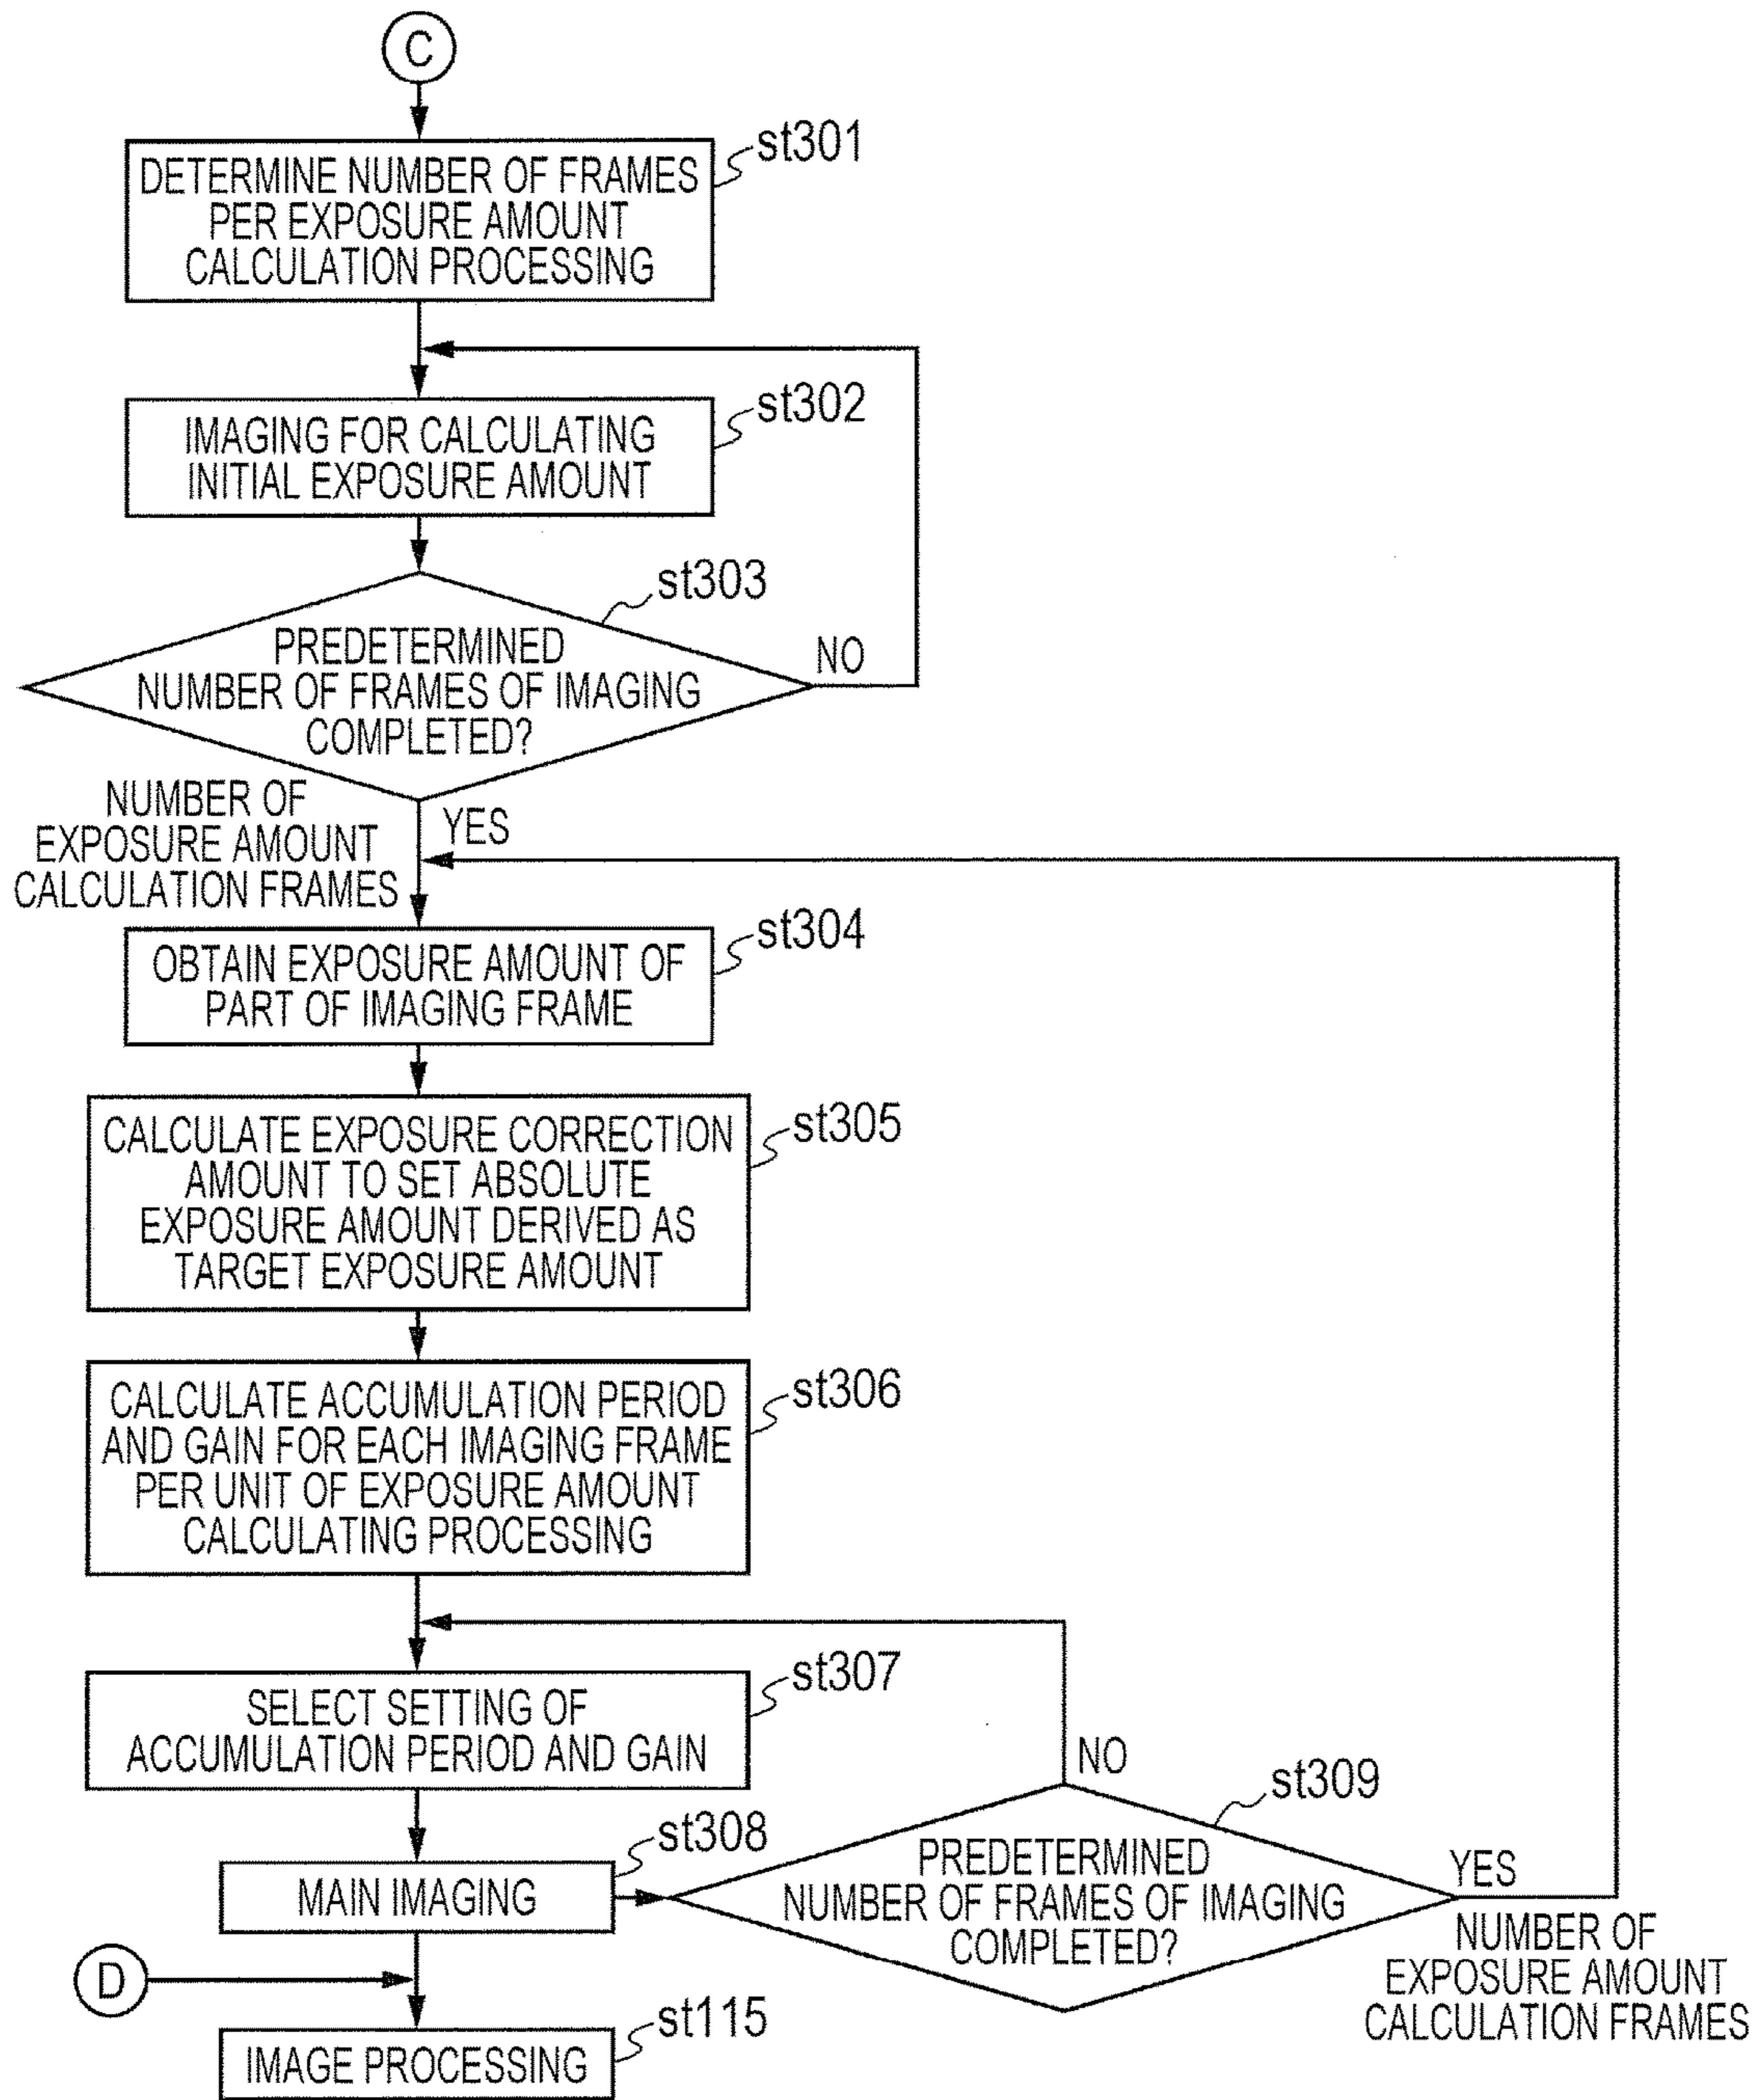 C
st301
DETERMINE NUMBER OF FRAMES
PER EXPOSURE AMOUNT
CALCULATION PROCESSING
st302
IMAGING FOR CALCULATING
INITIAL EXPOSURE AMOUNT
st303
PREDETERMINED
NUMBER OF FRAMES OF IMAGING
COMPLETED?
NO
NUMBER OF
EXPOSURE AMOUNT
CALCULATION FRAMES
YES
st304
OBTAIN EXPOSURE AMOUNT OF
PART OF IMAGING FRAME
st305
CALCULATE EXPOSURE CORRECTION
AMOUNT TO SET ABSOLUTE
EXPOSURE AMOUNT DERIVED AS
TARGET EXPOSURE AMOUNT
st306
CALCULATE ACCUMULATION PERIOD
AND GAIN FOR EACH IMAGING FRAME
PER UNIT OF EXPOSURE AMOUNT
CALCULATING PROCESSING
st307
SELECT SETTING OF
ACCUMULATION PERIOD AND GAIN
st308
MAIN IMAGING
NO
st309
PREDETERMINED
NUMBER OF FRAMES OF IMAGING
COMPLETED?
YES
NUMBER OF
EXPOSURE AMOUNT
CALCULATION FRAMES
D
st115
IMAGE PROCESSING